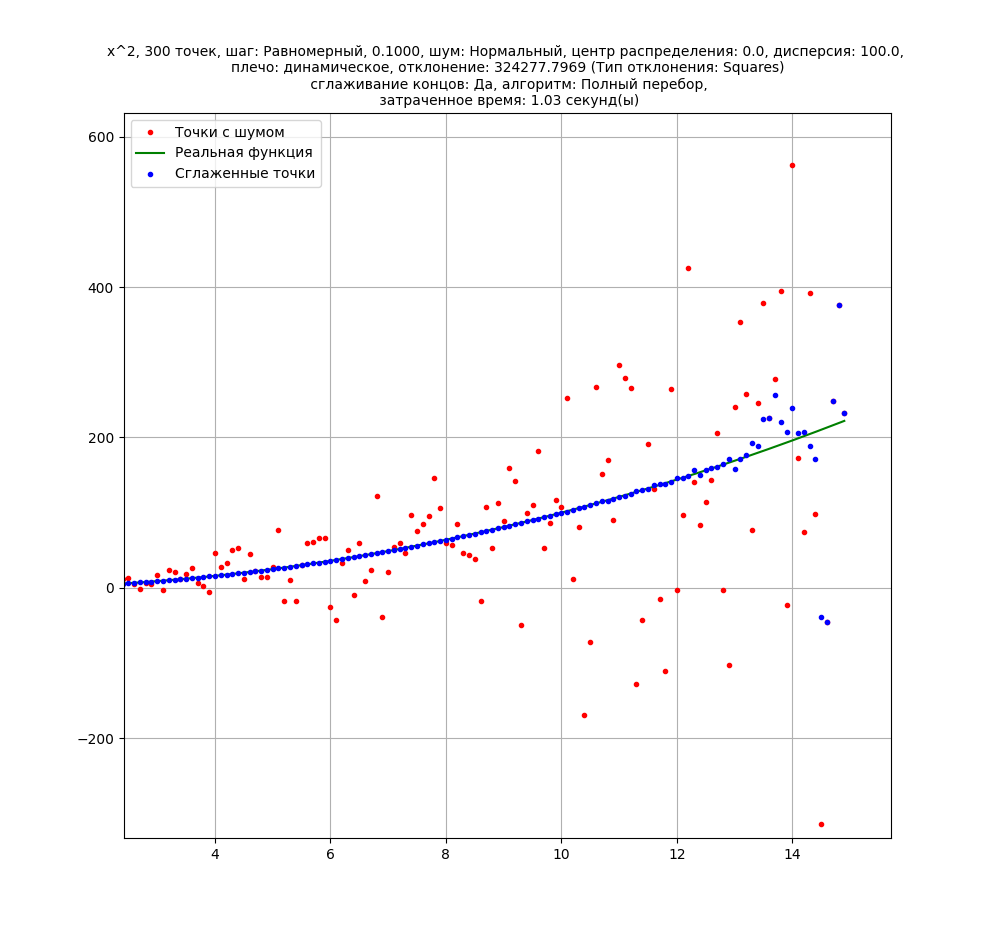 x^2, 300 точек, шаг: Равномерный, 0.1000, шум: Нормальный, центр распределения: 0.0, дисперсия: 100.0,
плечо: динамическое, отклонение: 324277.7969 (Тип отклонения: Squares)
сглаживание концов: Да, алгоритм: Полный перебор,
затраченное время: 1.03 секунд(ы)
Точки с шумом
Реальная функция
Сглаженные точки
600
400
200
0
−200
4 6 8 10 12 14